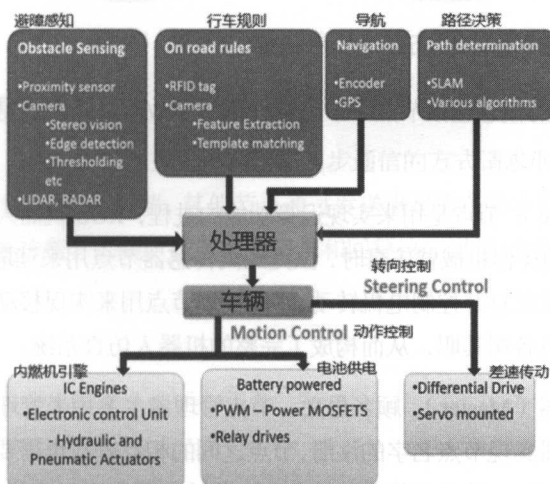 避障感知
行车规则
导航
路径决策
Obstacle Sensing
•Proximity sensor
•Camera
•Stereo vision
•Edge detection
•Thresholding
etc
•LIDAR, RADAR
On road rules
•RFID tag
•Camera
•Feature Extraction
•Template matching
Navigation
•Encoder
•GPS
Path determination
•SLAM
•Various algorithms
处理器
转向控制
Steering Control
车辆
Motion Control 动作控制
内燃机引擎
IC Engines
•Electronic control Unit
- Hydraulic and
Pneumatic Actuators
电池供电
Battery powered
•PWM – Power MOSFETS
•Relay drives
差速传动
•Differential Drive
•Servo mounted